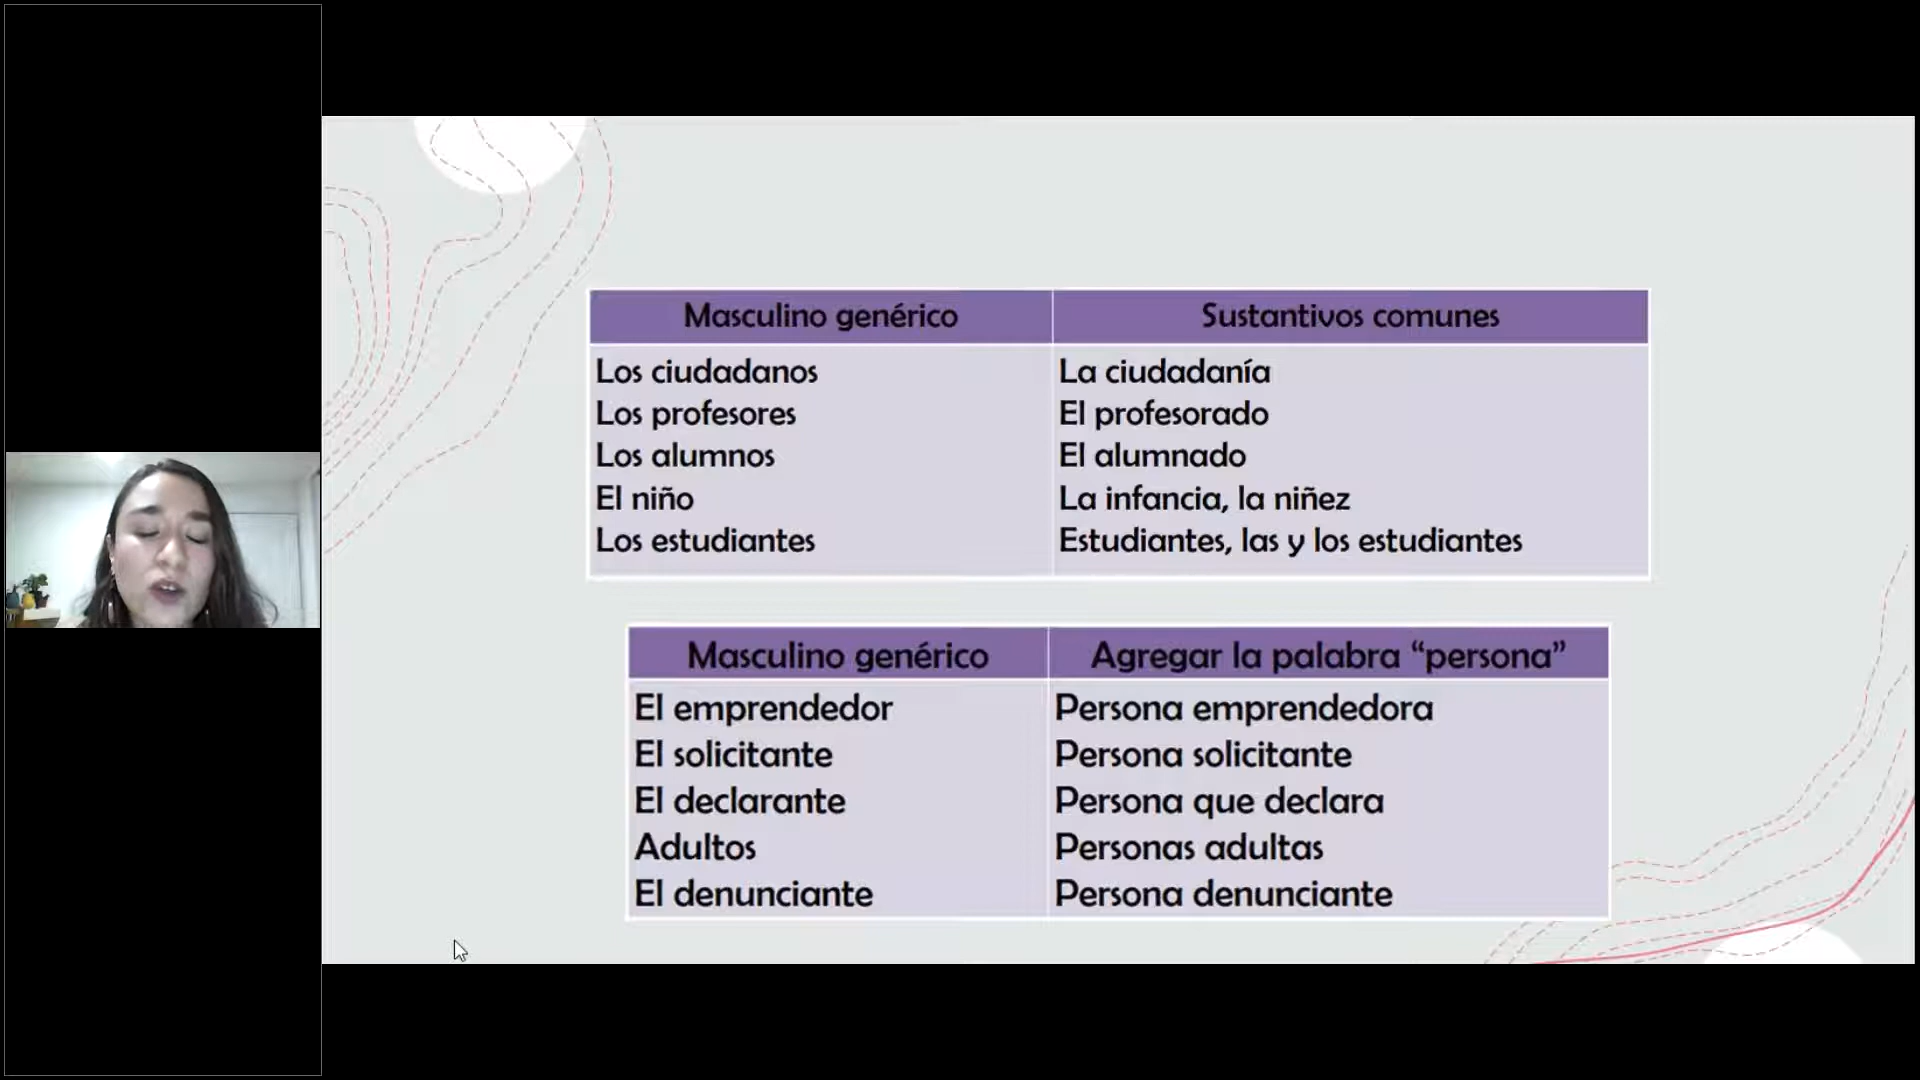 Masculino genérico
Sustantivos comunes
Los ciudadanos
La ciudadanía
Los profesores
El profesorado
Los alumnos
El alumnado
El niño
La infancia, la niñez
Los estudiantes
Estudiantes, las y los estudiantes
Masculino genérico
Agregar la palabra “persona”
El emprendedor
Persona emprendedora
El solicitante
Persona solicitante
El declarante
Persona que declara
Adultos
Personas adultas
El denunciante
Persona denunciante